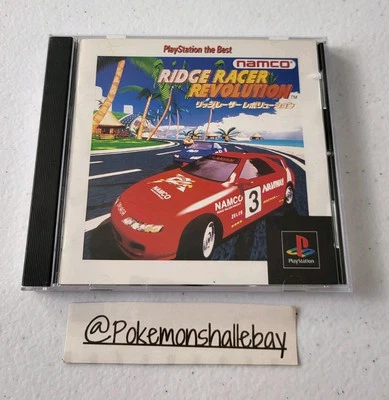 PlayStation the Best
namco
RIDGE RACER
REVOLUTION™
リッジレーサー レボリューション
NAMCO
3
NAMCO
PlayStation
@Pokemonshallebay